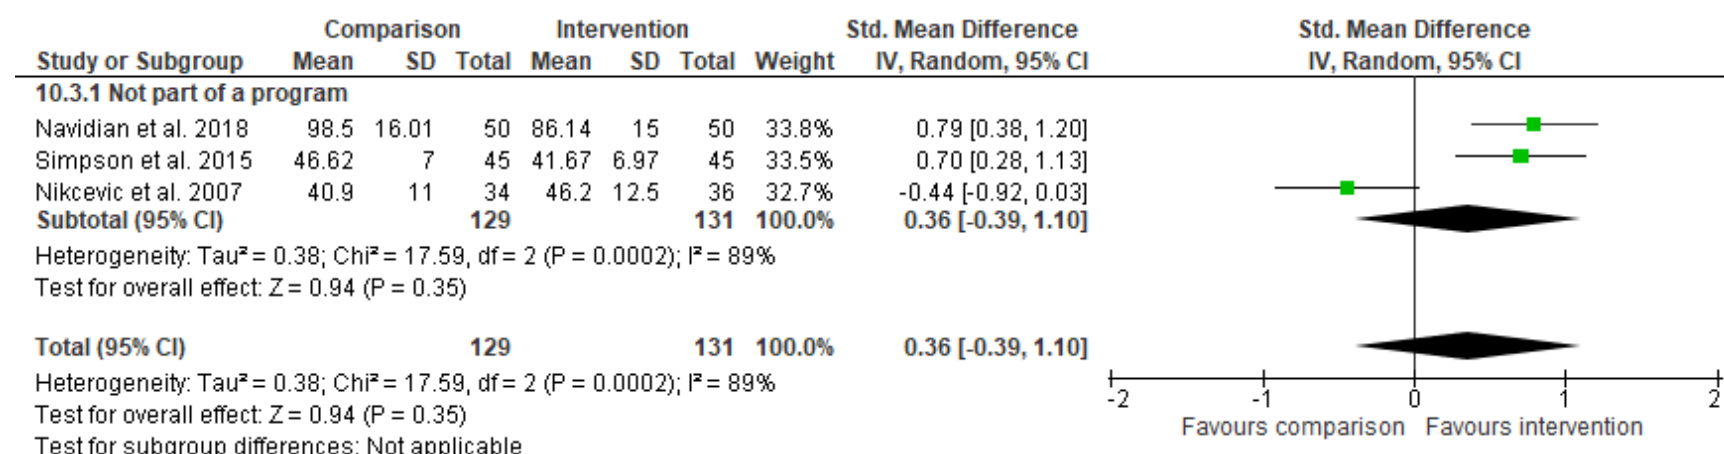 Comparison Intervention Std. Mean Difference Std. Mean Difference
Study or Subgroup Mean SD Total Mean SD Total Weight IV, Random, 95% CI IV, Random, 95% CI
10.3.1 Not part of a program
Navidian et al. 2018 98.5 16.01 50 86.14 15 50 33.8% 0.79 [0.38, 1.20]
Simpson et al. 2015 46.62 7 45 41.67 6.97 45 33.5% 0.70 [0.28, 1.13]
Nikcevic et al. 2007 40.9 11 34 46.2 12.5 36 32.7% -0.44 [-0.92, 0.03]
Subtotal (95% CI) 129 131 100.0% 0.36 [-0.39, 1.10]
Heterogeneity: Tau² = 0.38; Chi² = 17.59, df = 2 (P = 0.0002); I² = 89%
Test for overall effect: Z = 0.94 (P = 0.35)
Total (95% CI) 129 131 100.0% 0.36 [-0.39, 1.10]
Heterogeneity: Tau² = 0.38; Chi² = 17.59, df = 2 (P = 0.0002); I² = 89%
Test for overall effect: Z = 0.94 (P = 0.35)
Test for subgroup differences: Not applicable
-2 -1 0 1 2
Favours comparison Favours intervention